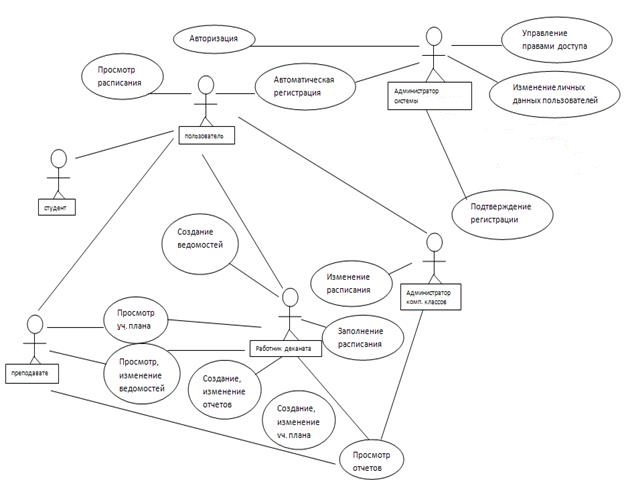 Авторизация
Управление
правами доступа
Просмотр
расписания
Автоматическая
регистрация
Администратор
системы
Изменение личных
данных пользователей
пользователь
студент
Подтверждение
регистрации
Создание
ведомостей
Изменение
расписания
Администратор
комп. классов
Просмотр
уч. плана
Заполнение
расписания
Работник деканата
преподавате
Просмотр,
изменение
ведомостей
Создание,
изменение
отчетов
Создание,
изменение
уч. плана
Просмотр
отчетов